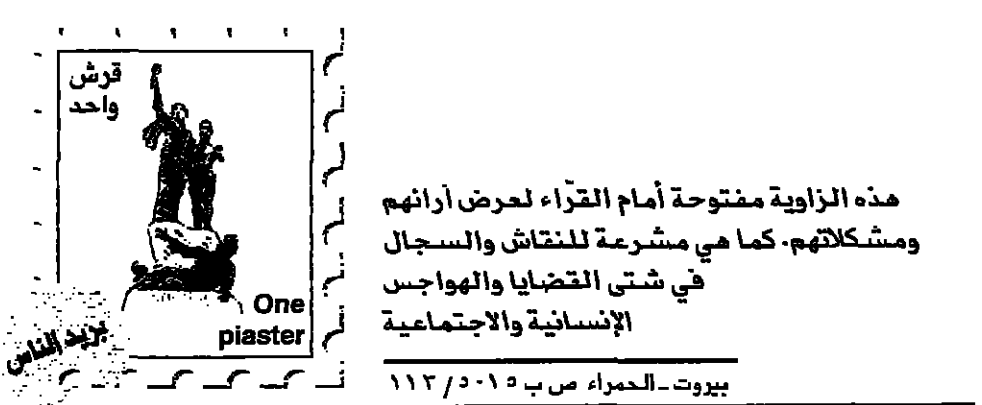 قرش
واحد
One
piaster
بريد الناس
هذه الزاوية مفتوحة أمام القرّاء لعرض آرائهم
ومشكلاتهم. كما هي مشرعة للنقاش والسجال
في شتى القضايا والهواجس
الإنسانية والاجتماعية
بيروت ـ الحمراء ص ب ٥٠١٥ / ١١٣